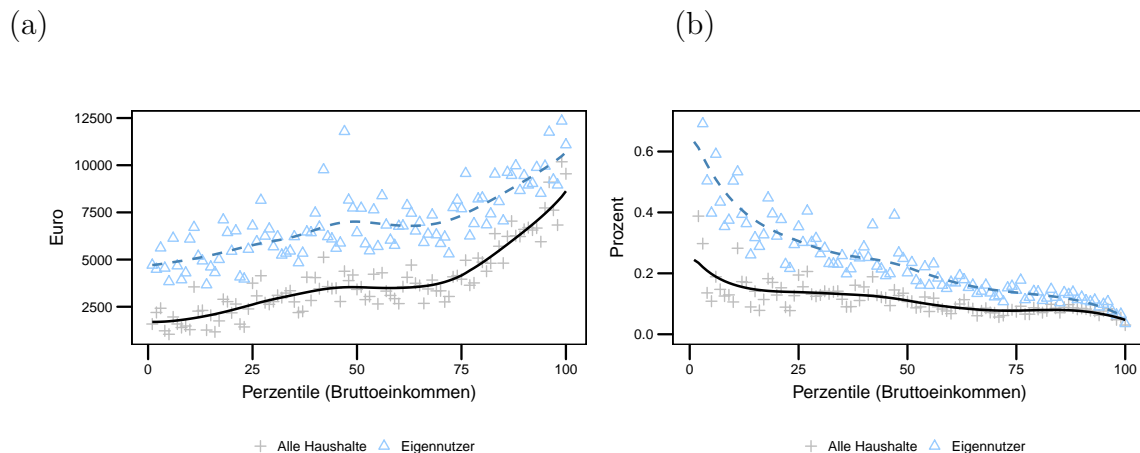 (a)
Euro
12500
10000
7500
5000
2500
0 25 50 75 100
Perzentile (Bruttoeinkommen)
Alle Haushalte Eigennutzer
(b)
Prozent
0.6
0.4
0.2
0.0
0 25 50 75 100
Perzentile (Bruttoeinkommen)
Alle Haushalte Eigennutzer